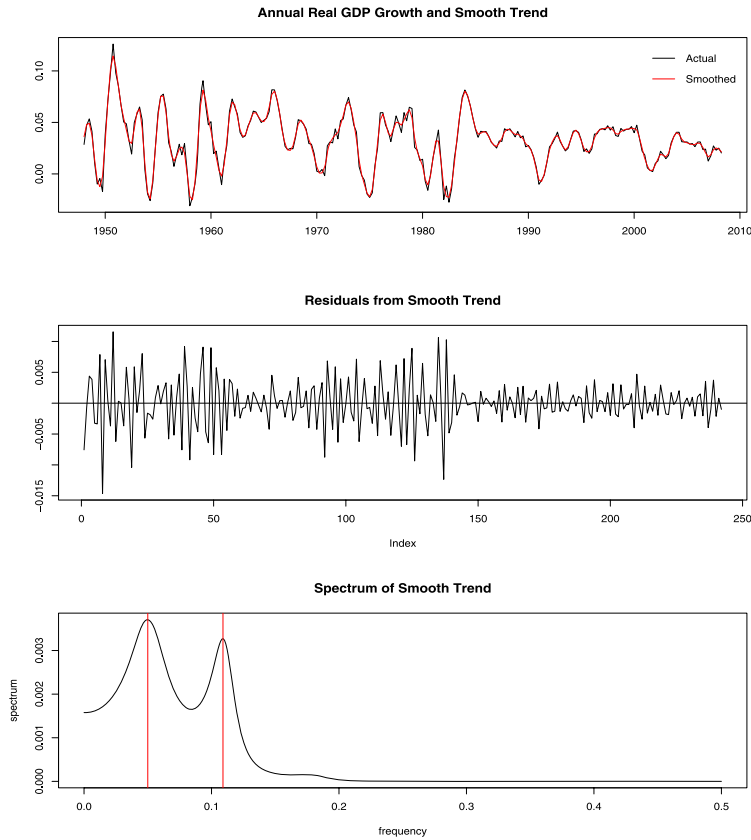 Annual Real GDP Growth and Smooth Trend
Actual
Smoothed
0.10
0.05
0.00
1950 1960 1970 1980 1990 2000 2010
Residuals from Smooth Trend
0.005
−0.005
−0.015
0 50 100 150 200 250
Index
Spectrum of Smooth Trend
spectrum
0.003
0.002
0.001
0.000
0.0 0.1 0.2 0.3 0.4 0.5
frequency